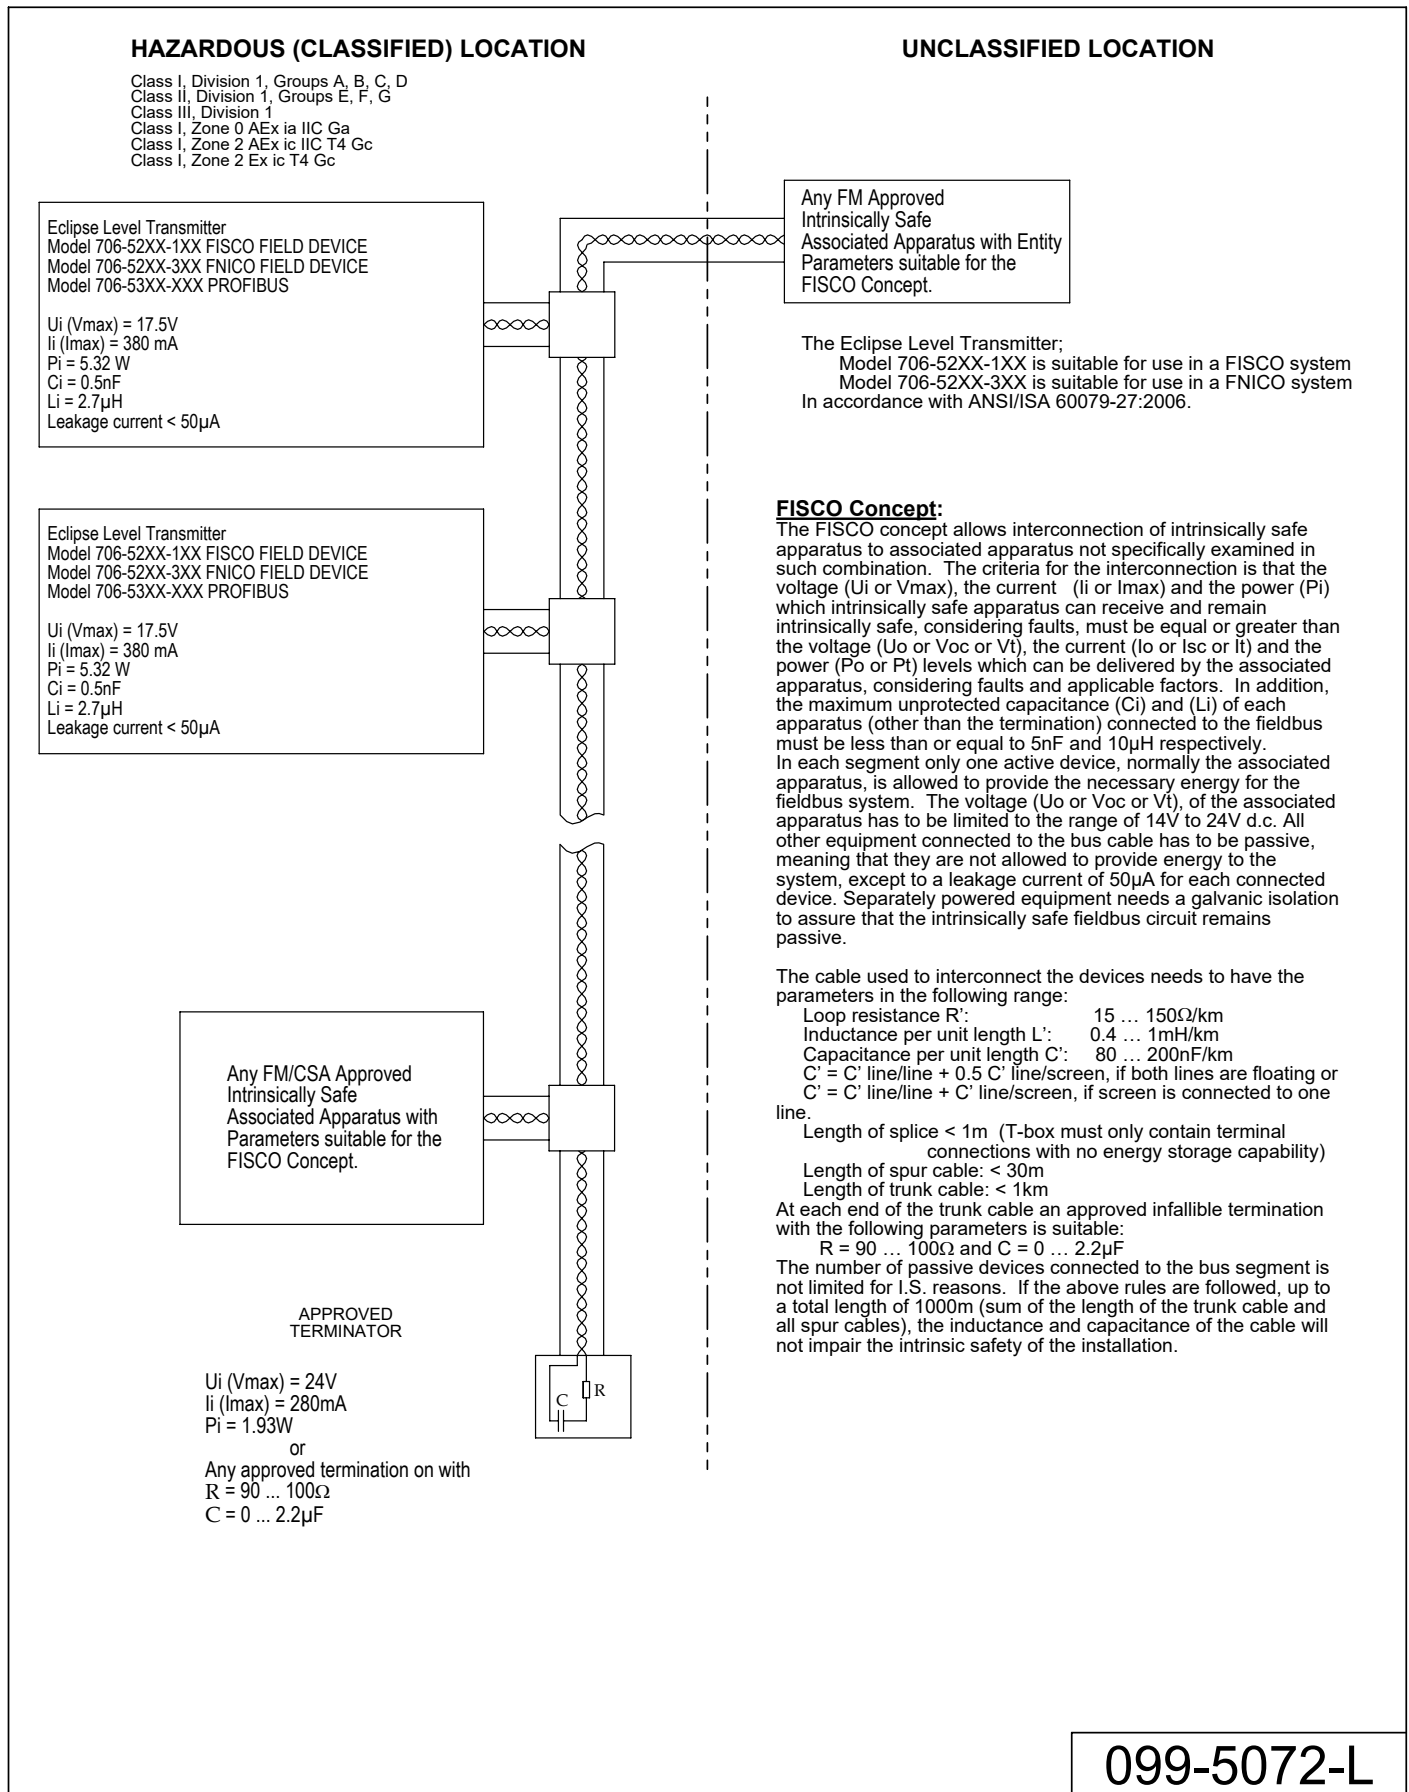 HAZARDOUS (CLASSIFIED) LOCATION
Class I, Division 1, Groups A, B, C, D
Class II, Division 1, Groups E, F, G
Class III, Division 1
Class I, Zone 0 AEx ia IIC Ga
Class I, Zone 2 AEx ic IIC T4 Gc
Class I, Zone 2 Ex ic T4 Gc
Eclipse Level Transmitter
Model 706-52XX-1XX FISCO FIELD DEVICE
Model 706-52XX-3XX FNICO FIELD DEVICE
Model 706-53XX-XXX PROFIBUS
Ui (Vmax) = 17.5V
Ii (Imax) = 380 mA
Pi = 5.32 W
Ci = 0.5nF
Li = 2.7µH
Leakage current < 50µA
Eclipse Level Transmitter
Model 706-52XX-1XX FISCO FIELD DEVICE
Model 706-52XX-3XX FNICO FIELD DEVICE
Model 706-53XX-XXX PROFIBUS
Ui (Vmax) = 17.5V
Ii (Imax) = 380 mA
Pi = 5.32 W
Ci = 0.5nF
Li = 2.7µH
Leakage current < 50µA
Any FM/CSA Approved
Intrinsically Safe
Associated Apparatus with
Parameters suitable for the
FISCO Concept.
APPROVED
TERMINATOR
Ui (Vmax) = 24V
Ii (Imax) = 280mA
Pi = 1.93W
or
Any approved termination on with
R = 90 ... 100Ω
C = 0 ... 2.2µF
C
R
UNCLASSIFIED LOCATION
Any FM Approved
Intrinsically Safe
Associated Apparatus with Entity
Parameters suitable for the
FISCO Concept.
The Eclipse Level Transmitter;
Model 706-52XX-1XX is suitable for use in a FISCO system
Model 706-52XX-3XX is suitable for use in a FNICO system
In accordance with ANSI/ISA 60079-27:2006.
FISCO Concept:
The FISCO concept allows interconnection of intrinsically safe
apparatus to associated apparatus not specifically examined in
such combination. The criteria for the interconnection is that the
voltage (Ui or Vmax), the current (Ii or Imax) and the power (Pi)
which intrinsically safe apparatus can receive and remain
intrinsically safe, considering faults, must be equal or greater than
the voltage (Uo or Voc or Vt), the current (Io or Isc or It) and the
power (Po or Pt) levels which can be delivered by the associated
apparatus, considering faults and applicable factors. In addition,
the maximum unprotected capacitance (Ci) and (Li) of each
apparatus (other than the termination) connected to the fieldbus
must be less than or equal to 5nF and 10µH respectively.
In each segment only one active device, normally the associated
apparatus, is allowed to provide the necessary energy for the
fieldbus system. The voltage (Uo or Voc or Vt), of the associated
apparatus has to be limited to the range of 14V to 24V d.c. All
other equipment connected to the bus cable has to be passive,
meaning that they are not allowed to provide energy to the
system, except to a leakage current of 50µA for each connected
device. Separately powered equipment needs a galvanic isolation
to assure that the intrinsically safe fieldbus circuit remains
passive.
The cable used to interconnect the devices needs to have the
parameters in the following range:
Loop resistance R’: 15 … 150Ω/km
Inductance per unit length L’: 0.4 … 1mH/km
Capacitance per unit length C’: 80 … 200nF/km
C’ = C’ line/line + 0.5 C’ line/screen, if both lines are floating or
C’ = C’ line/line + C’ line/screen, if screen is connected to one
line.
Length of splice < 1m (T-box must only contain terminal
connections with no energy storage capability)
Length of spur cable: < 30m
Length of trunk cable: < 1km
At each end of the trunk cable an approved infallible termination
with the following parameters is suitable:
R = 90 … 100Ω and C = 0 … 2.2µF
The number of passive devices connected to the bus segment is
not limited for I.S. reasons. If the above rules are followed, up to
a total length of 1000m (sum of the length of the trunk cable and
all spur cables), the inductance and capacitance of the cable will
not impair the intrinsic safety of the installation.
099-5072-L